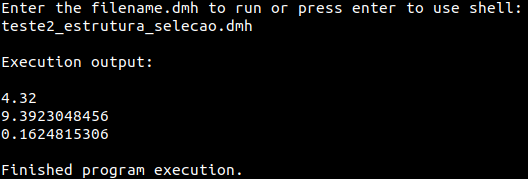 Enter the filename.dmh to run or press enter to use shell:
teste2_estrutura_selecao.dmh
Execution output:
4.32
9.3923048456
0.1624815306
Finished program execution.